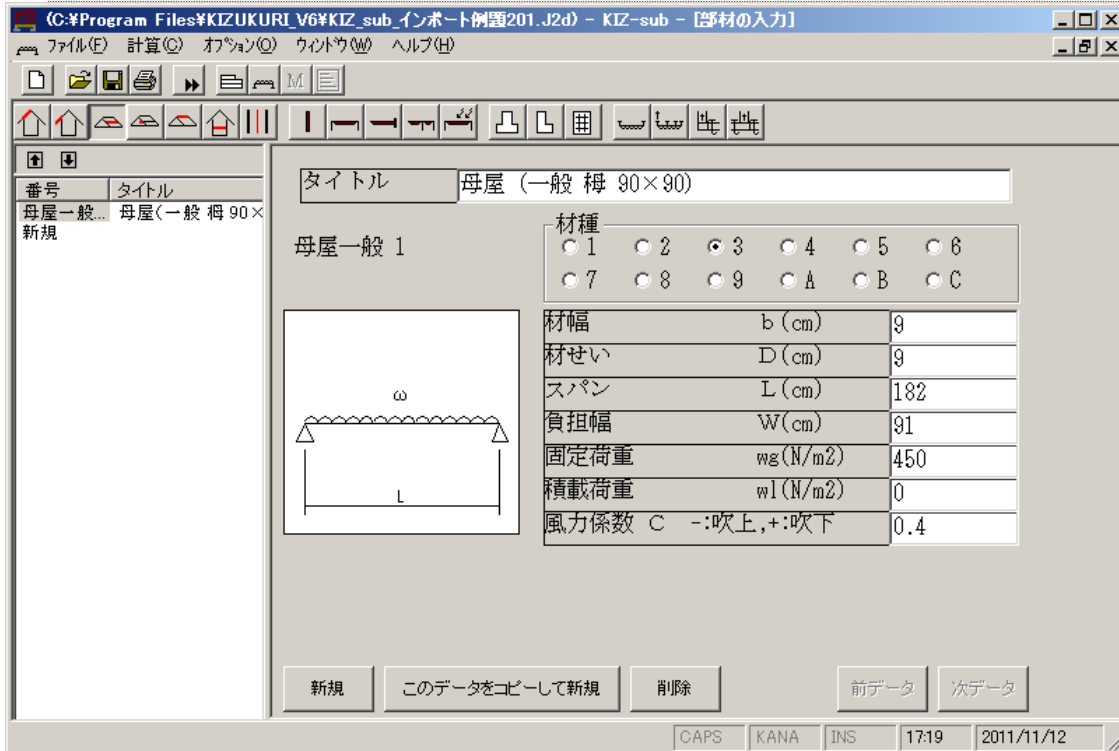 (C:¥Program Files¥KIZUKURI_V6¥KIZ_sub_インポート例題201.J2d) - KIZ-sub - [部材の入力]
ファイル(F) 計算(C) オプション(O) ウィンドウ(W) ヘルプ(H)
M
番号 タイトル
母屋一般... 母屋(一般 栂 90×
新規
タイトル 母屋 (一般 栂 90×90)
母屋一般 1
材種
1 2 3 4 5 6
7 8 9 A B C
材幅 b(cm) 9
材せい D(cm) 9
スパン L(cm) 182
負担幅 W(cm) 91
固定荷重 wg(N/m2) 450
積載荷重 wl(N/m2) 0
風力係数 C -:吹上,+:吹下 0.4
ω
L
新規 このデータをコピーして新規 削除 前データ 次データ
CAPS KANA INS 17:19 2011/11/12